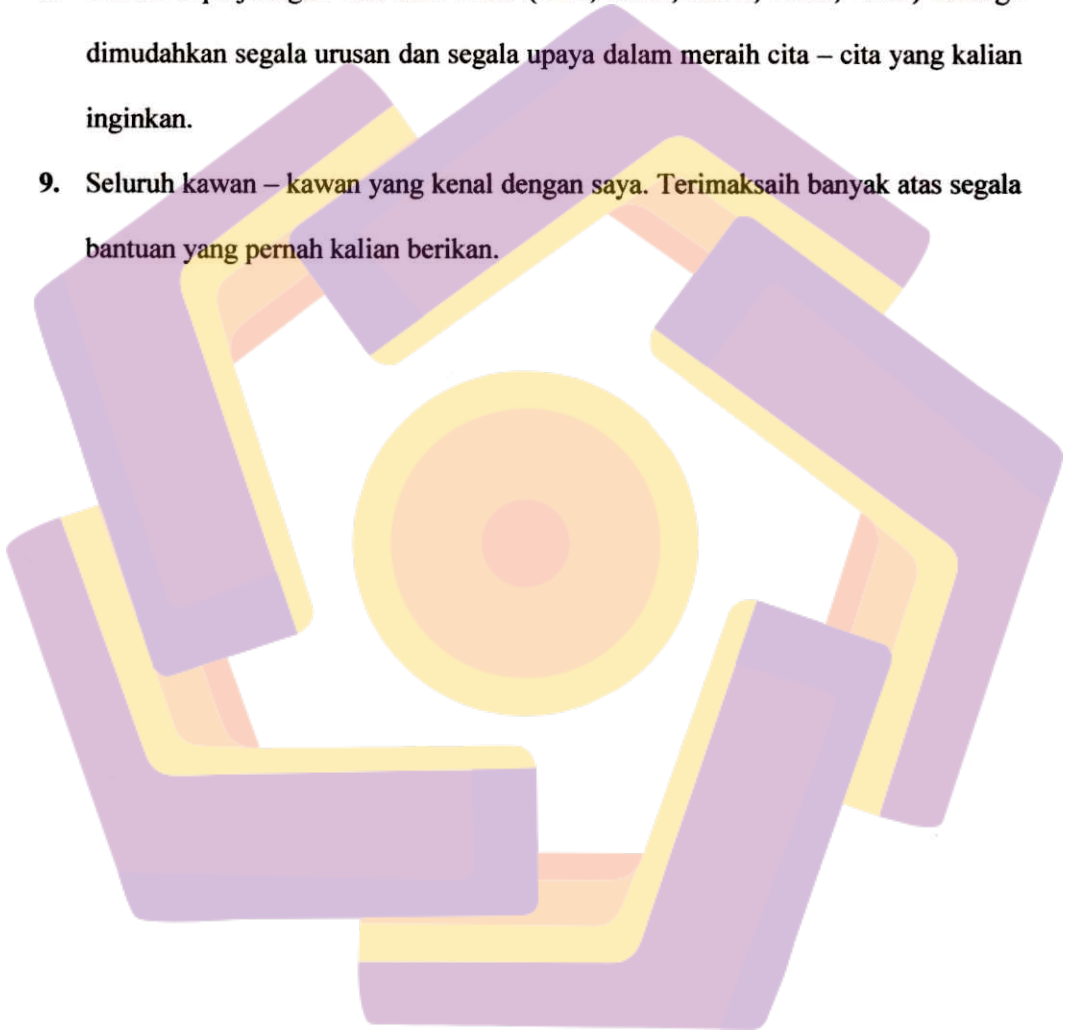 dimudahkan segala urusan dan segala upaya dalam meraih cita – cita yang kalian
inginkan.
9. Seluruh kawan – kawan yang kenal dengan saya. Terimaksaih banyak atas segala
bantuan yang pernah kalian berikan.